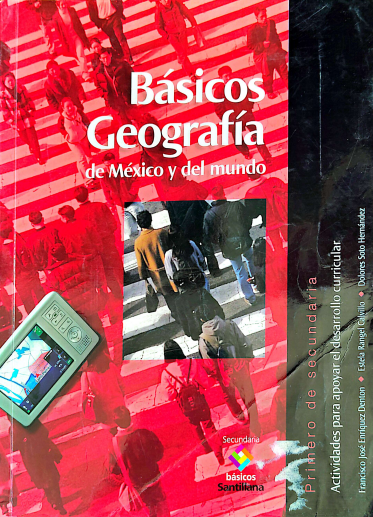 Básicos
Geografía
de México y del mundo
Primero de secundaria
Actividades para apoyar el desarrollo curricular
Francisco José Enríquez Denton ◆ Estela Rangel Calvillo ◆ Dolores Soto Hernández
Secundaria
básicos
Santillana